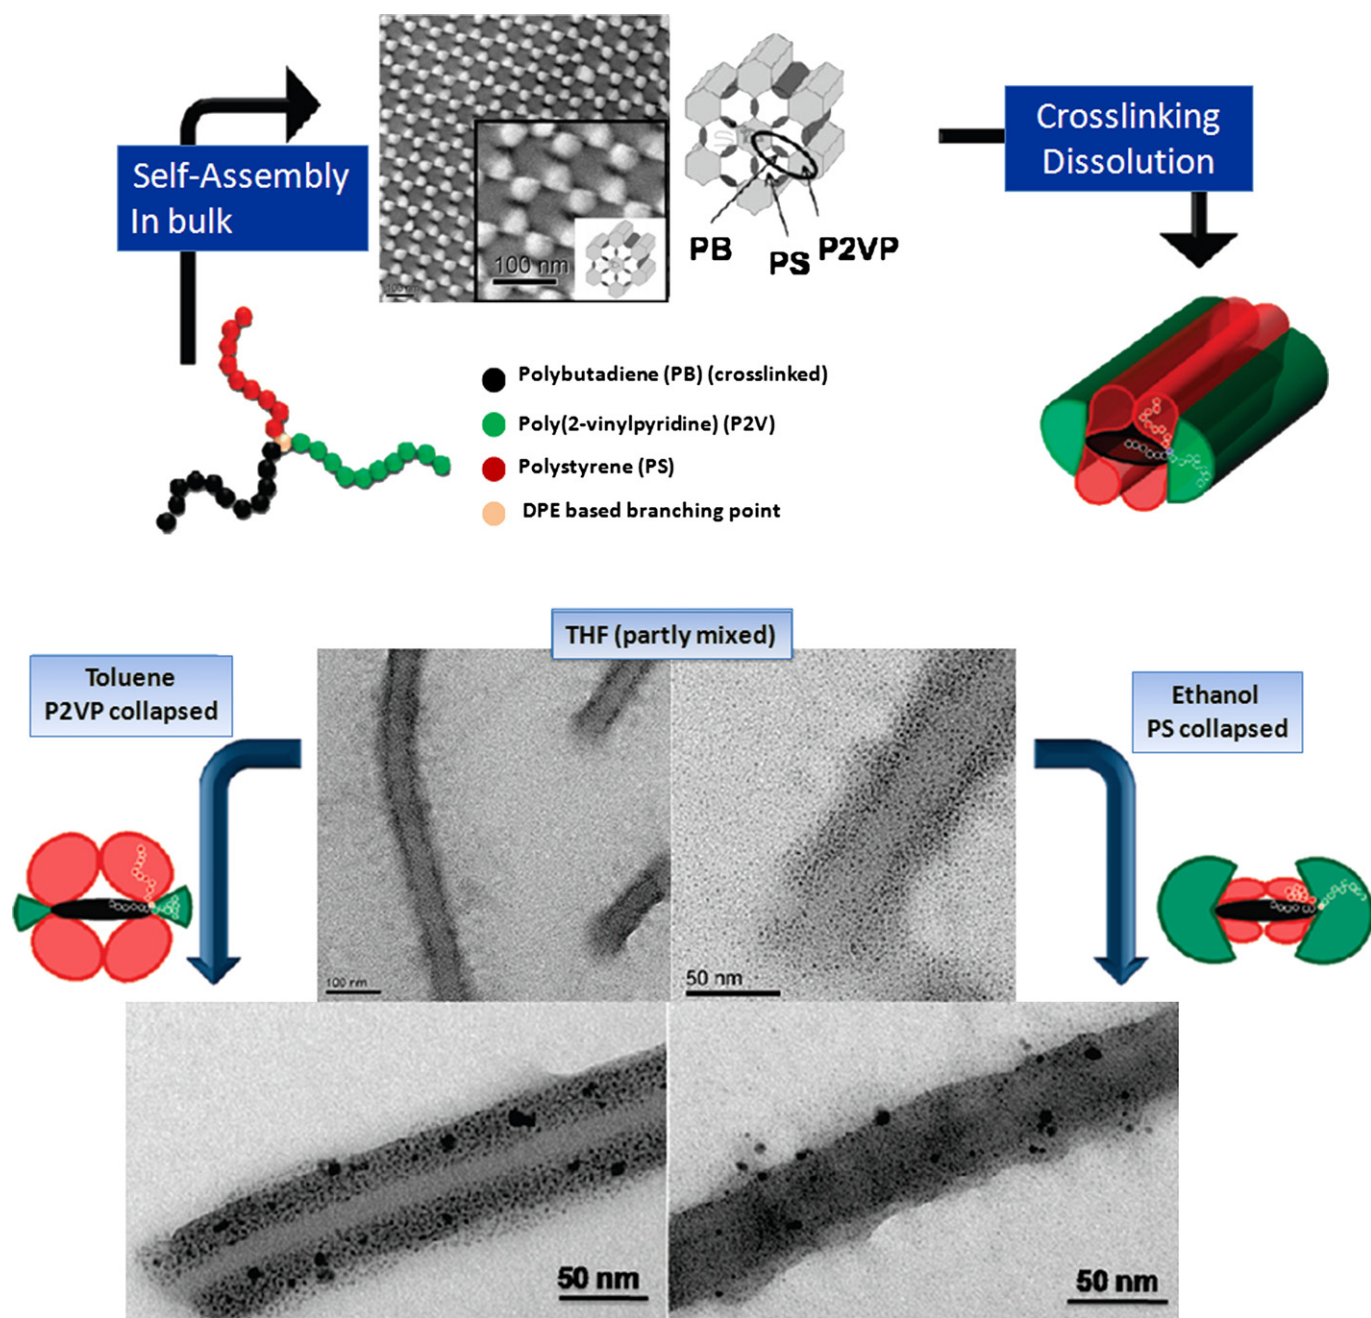 Self-Assembly
In bulk
100 nm
100 nm
PB
PS
P2VP
Crosslinking
Dissolution
Polybutadiene (PB) (crosslinked)
Poly(2-vinylpyridine) (P2V)
Polystyrene (PS)
DPE based branching point
THF (partly mixed)
Toluene
P2VP collapsed
Ethanol
PS collapsed
100 nm
50 nm
50 nm
50 nm